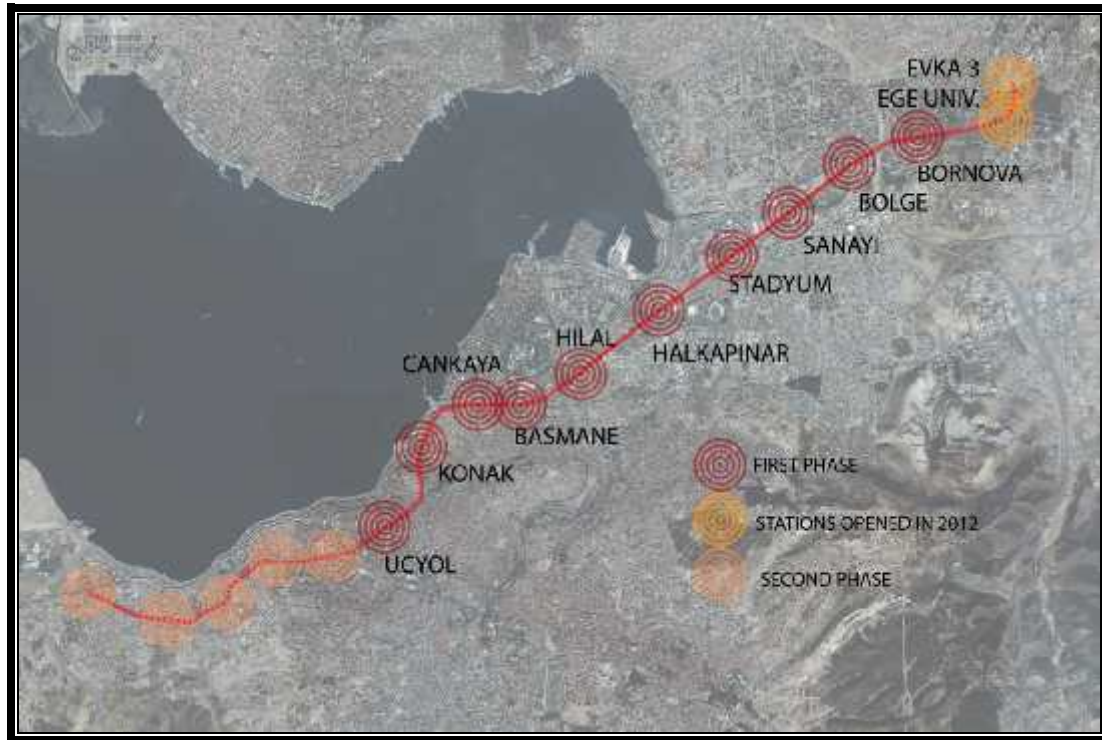 EVKA 3
EGE UNIV.
BORNOVA
BOLGE
SANAYI
STADYUM
HALKAPINAR
HILAL
CANKAYA
BASMANE
KONAK
UCYOL
FIRST PHASE
STATIONS OPENED IN 2012
SECOND PHASE